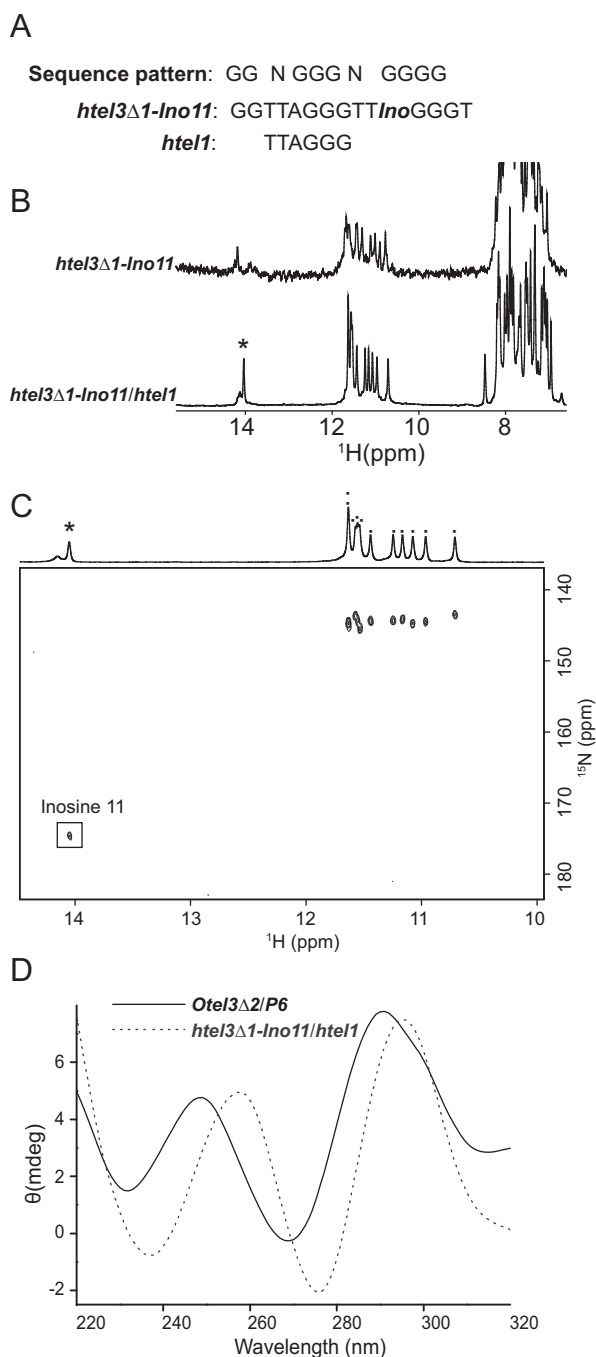 A
Sequence pattern: GG N GGG N GGGG
htel3Δ1-Ino11: GGTTAGGGTTInoGGGT
htel1: TTAGGG
B
htel3Δ1-Ino11
*
htel3Δ1-Ino11/htel1
14 12 10 8
¹H(ppm)
C
*
140
150
160
170
180
¹⁵N (ppm)
Inosine 11
14 13 12 11 10
¹H (ppm)
D
Otel3Δ2/P6
htel3Δ1-Ino11/htel1
6
4
2
0
-2
θ(mdeg)
220 240 260 280 300 320
Wavelength (nm)